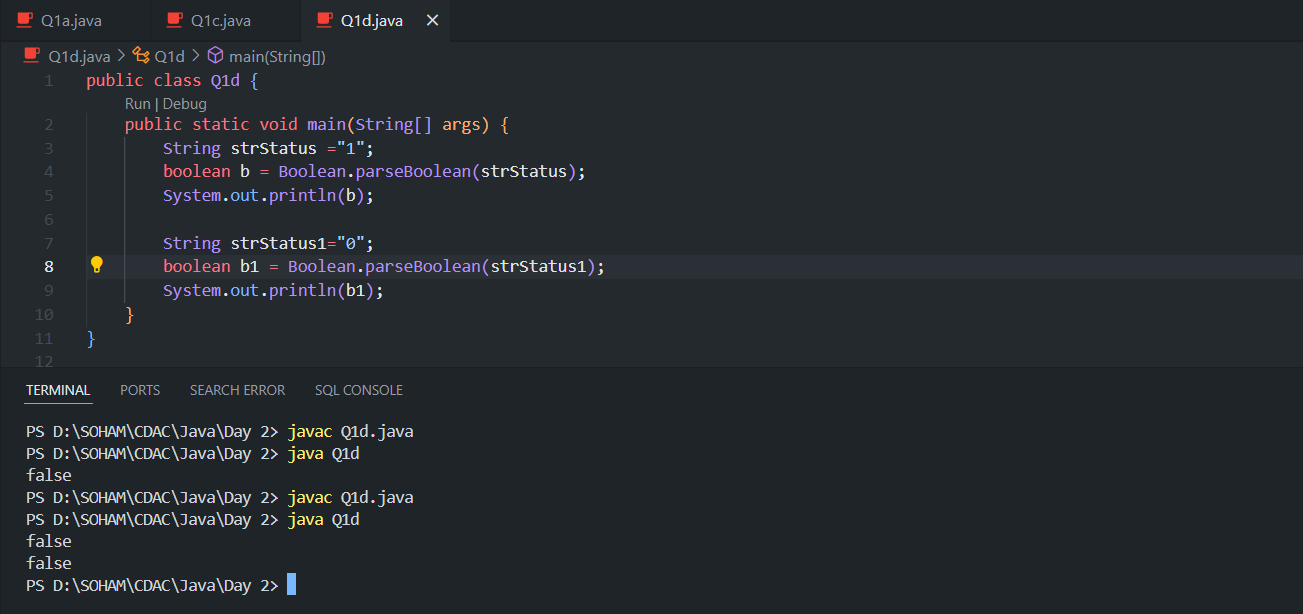 Q1a.java Q1c.java Q1d.java ×
Q1d.java > Q1d > main(String[])
1 public class Q1d {
Run | Debug
2 public static void main(String[] args) {
3 String strStatus ="1";
4 boolean b = Boolean.parseBoolean(strStatus);
5 System.out.println(b);
6
7 String strStatus1="0";
8 boolean b1 = Boolean.parseBoolean(strStatus1);
9 System.out.println(b1);
10 }
11 }
12
TERMINAL PORTS SEARCH ERROR SQL CONSOLE
PS D:\SOHAM\CDAC\Java\Day 2> javac Q1d.java
PS D:\SOHAM\CDAC\Java\Day 2> java Q1d
false
PS D:\SOHAM\CDAC\Java\Day 2> javac Q1d.java
PS D:\SOHAM\CDAC\Java\Day 2> java Q1d
false
false
PS D:\SOHAM\CDAC\Java\Day 2>